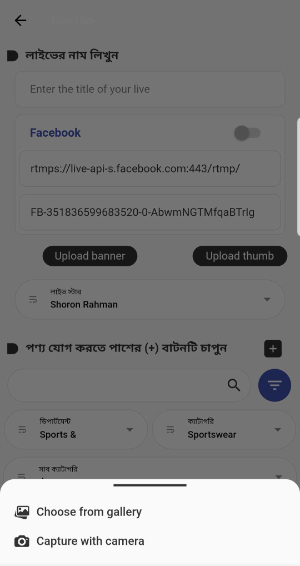 লাইভের নাম লিখুন
Enter the title of your live
Facebook
rtmps://live-api-s.facebook.com:443/rtmp/
FB-351836599683520-0-AbwmNGTMfqaBTrIg
Upload banner
Upload thumb
লাইভ স্টার
Shoron Rahman
পণ্য যোগ করতে পাশের (+) বাটনটি চাপুন
ডিপার্টমেন্ট
Sports &
ক্যাটাগরি
Sportswear
সাব ক্যাটাগরি
Choose from gallery
Capture with camera